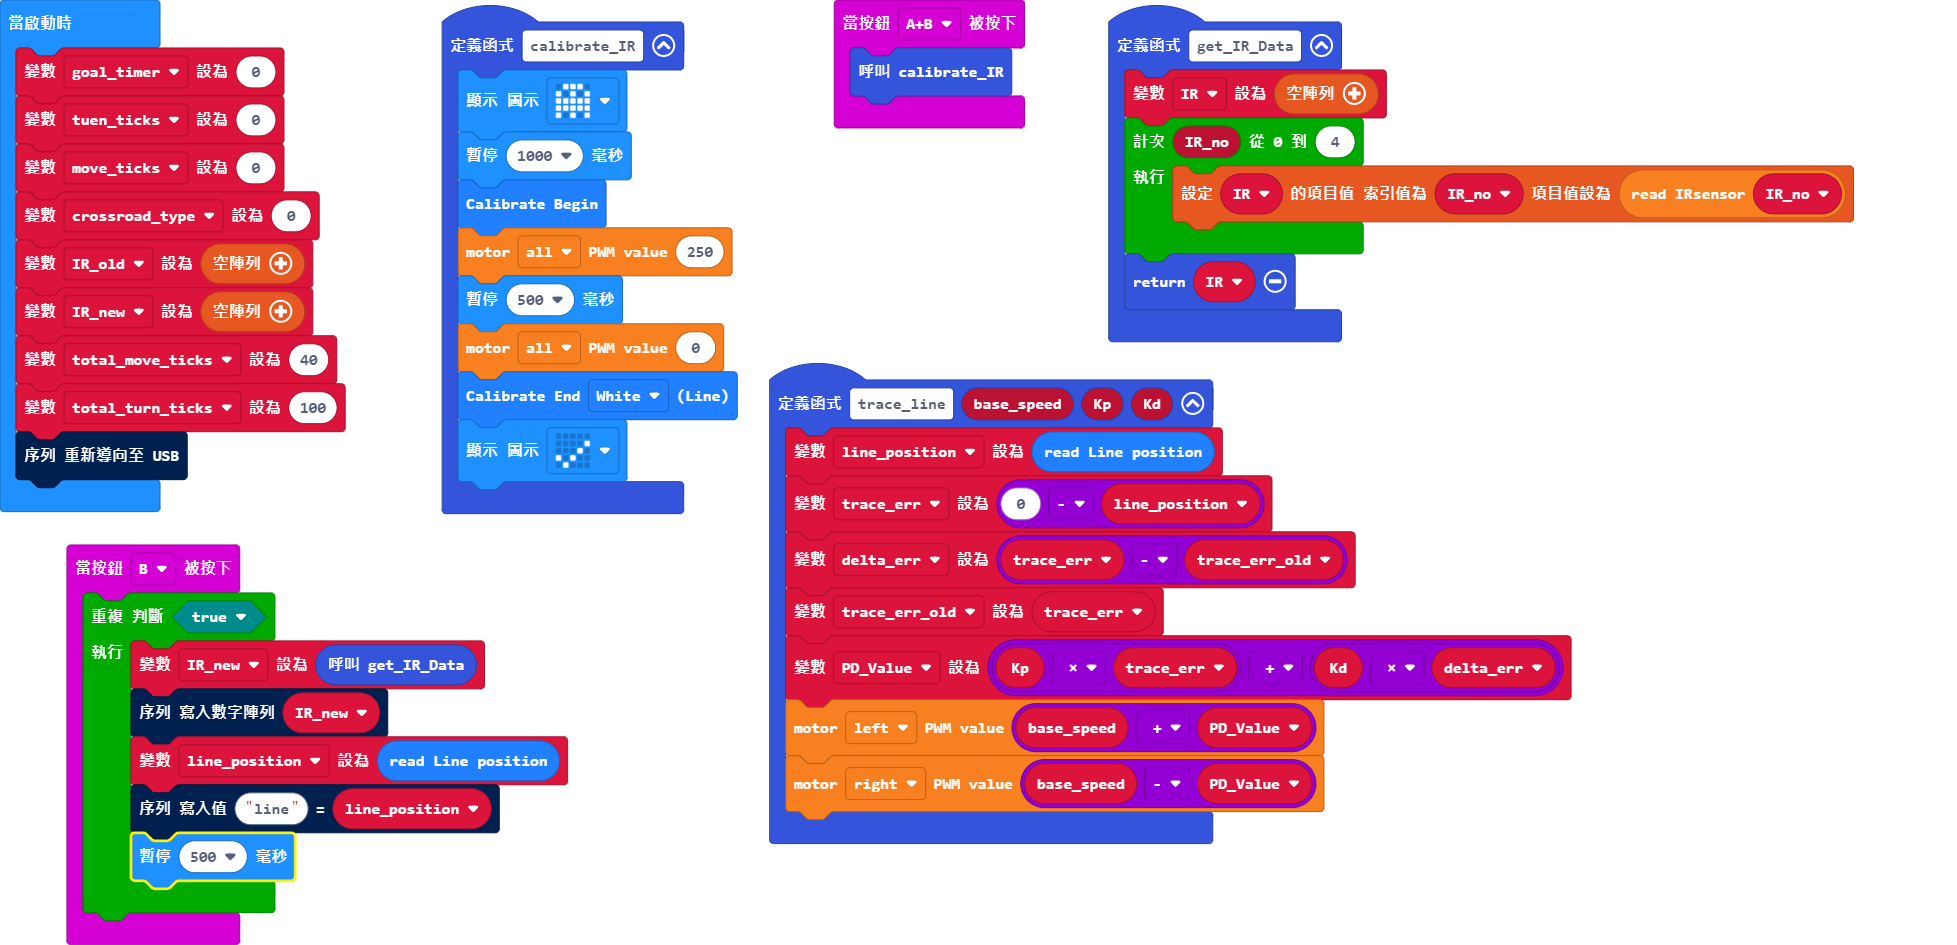 當啟動時
變數 goal_timer 設為 0
變數 tuen_ticks 設為 0
變數 move_ticks 設為 0
變數 crossroad_type 設為 0
變數 IR_old 設為 空陣列
變數 IR_new 設為 空陣列
變數 total_move_ticks 設為 40
變數 total_turn_ticks 設為 100
序列 重新導向至 USB
定義函式 calibrate_IR
顯示 圖示
暫停 1000 毫秒
Calibrate Begin
motor all PWM value 250
暫停 500 毫秒
motor all PWM value 0
Calibrate End White (Line)
顯示 圖示
當按鈕 A+B 被按下
呼叫 calibrate_IR
定義函式 get_IR_Data
變數 IR 設為 空陣列
計次 IR_no 從 0 到 4
執行
設定 IR 的項目值 索引值為 IR_no 項目值設為 read IRsensor IR_no
return IR
當按鈕 B 被按下
重複 判斷 true
執行
變數 IR_new 設為 呼叫 get_IR_Data
序列 寫入數字陣列 IR_new
變數 line_position 設為 read Line position
序列 寫入值 "line" = line_position
暫停 500 毫秒
定義函式 trace_line base_speed Kp Kd
變數 line_position 設為 read Line position
變數 trace_err 設為 0 - line_position
變數 delta_err 設為 trace_err - trace_err_old
變數 trace_err_old 設為 trace_err
變數 PD_Value 設為 Kp × trace_err + Kd × delta_err
motor left PWM value base_speed + PD_Value
motor right PWM value base_speed - PD_Value